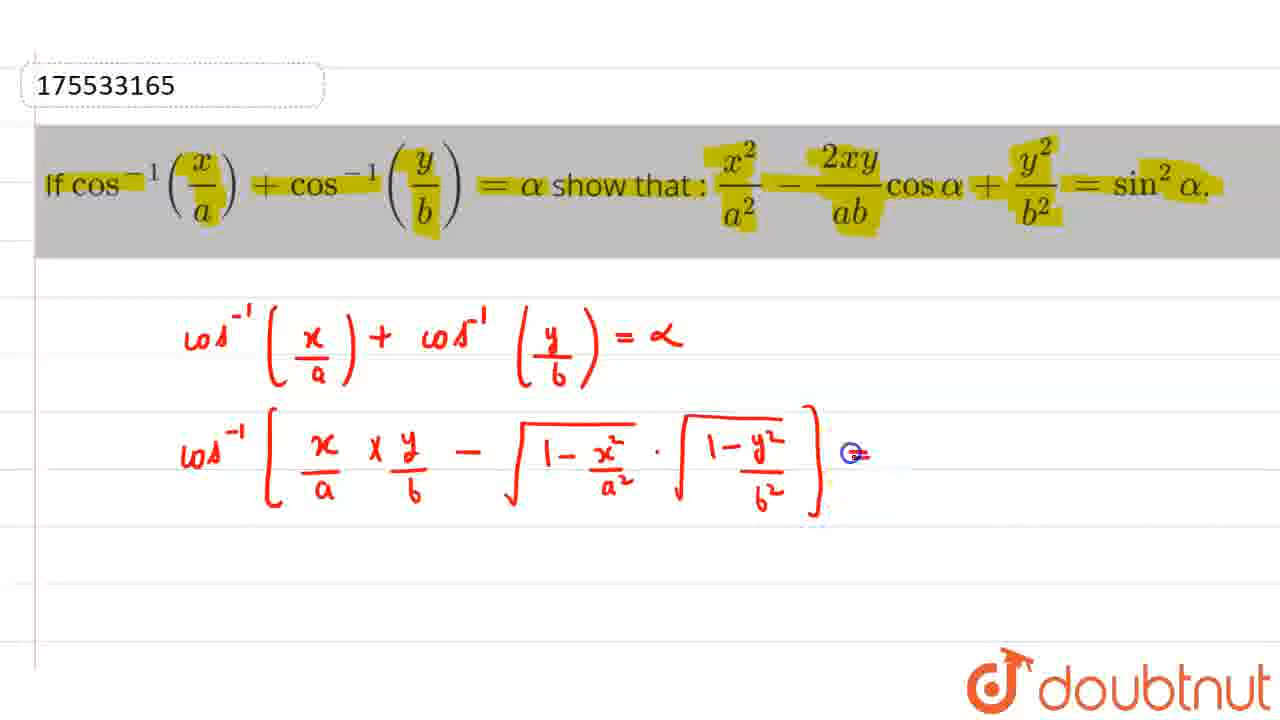 175533165
If cos⁻¹(x/a) + cos⁻¹(y/b) = α show that : x²/a² − 2xy/ab cos α + y²/b² = sin² α.
cos⁻¹(x/a) + cos⁻¹(y/b) = α
cos⁻¹[x/a × y/b − √(1 − x²/a²) · √(1 − y²/b²)] =
doubtnut